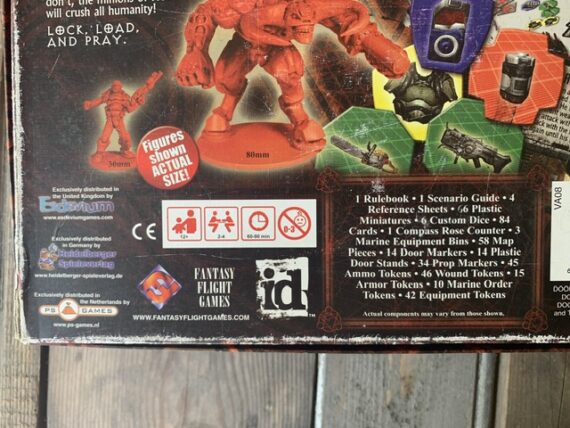 don't, the minions of
will crush all humanity!
LOCK, LOAD,
AND PRAY.
30mm
Figures
shown
ACTUAL
SIZE!
80mm
Exclusively distributed in
the United Kingdom by
Esdevium
www.esdeviumgames.com
Exclusively distributed
in Germany by
Heidelberger
Spieleverlag
www.heidelberger-spieleverlag.de
Exclusively distributed
in the Netherlands by
PS GAMES
www.ps-games.nl
CE
12+
2-4
60-90 min
0-3
FANTASY
FLIGHT
GAMES
WWW.FANTASYFLIGHTGAMES.COM
id
TM
1 Rulebook • 1 Scenario Guide • 4
Reference Sheets • 66 Plastic
Miniatures • 6 Custom Dice • 84
Cards • 1 Compass Rose Counter • 3
Marine Equipment Bins • 58 Map
Pieces • 14 Door Markers • 14 Plastic
Door Stands • 34 Prop Markers • 45
Ammo Tokens • 46 Wound Tokens • 15
Armor Tokens • 10 Marine Order
Tokens • 42 Equipment Tokens
Actual components may vary from those shown.
VA08